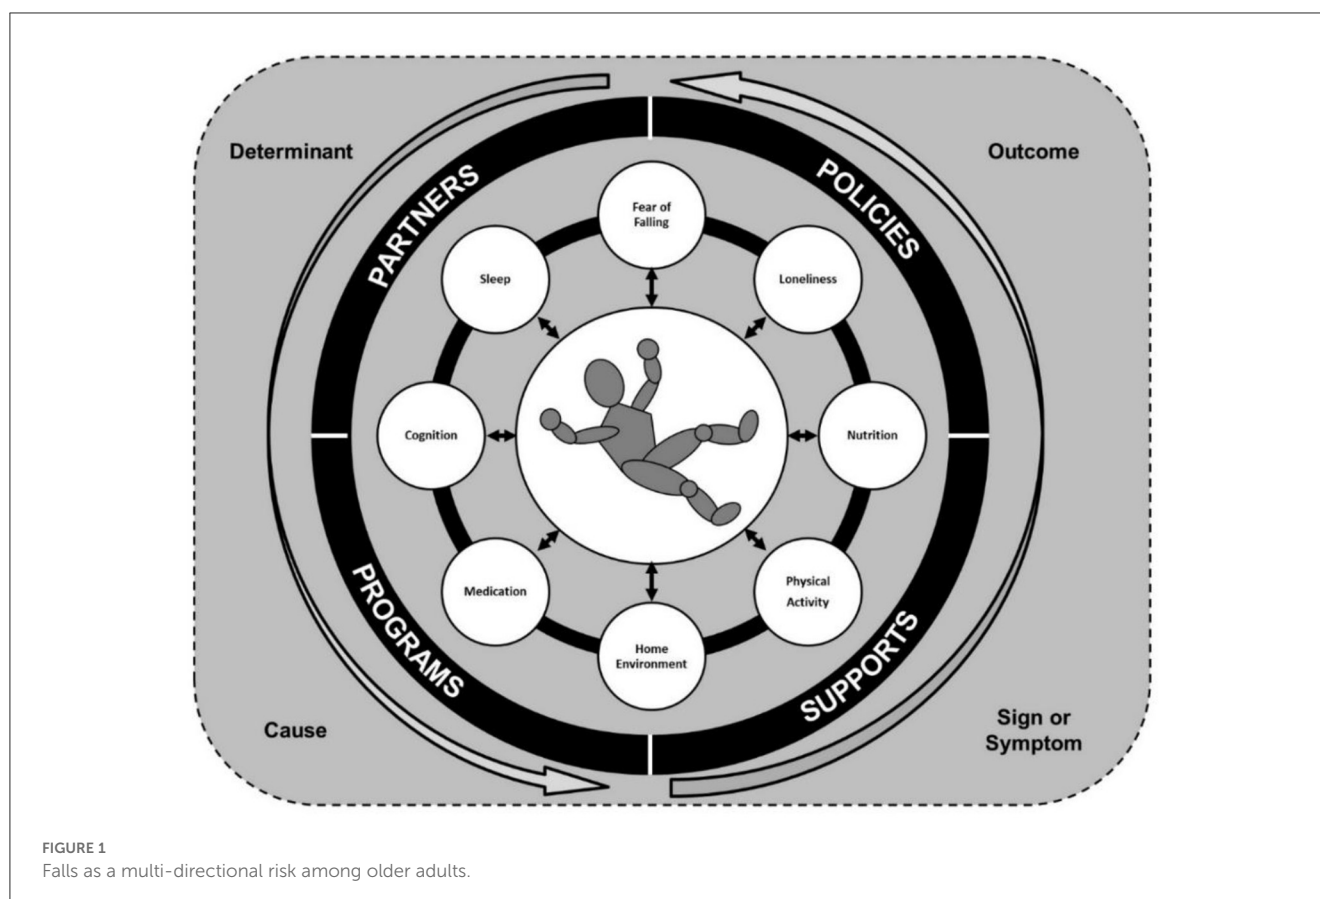 Determinant
Outcome
PARTNERS
POLICIES
Fear of
Falling
Sleep
Loneliness
Cognition
Nutrition
Medication
Physical
Activity
Home
Environment
PROGRAMS
SUPPORTS
Cause
Sign or
Symptom
FIGURE 1
Falls as a multi-directional risk among older adults.